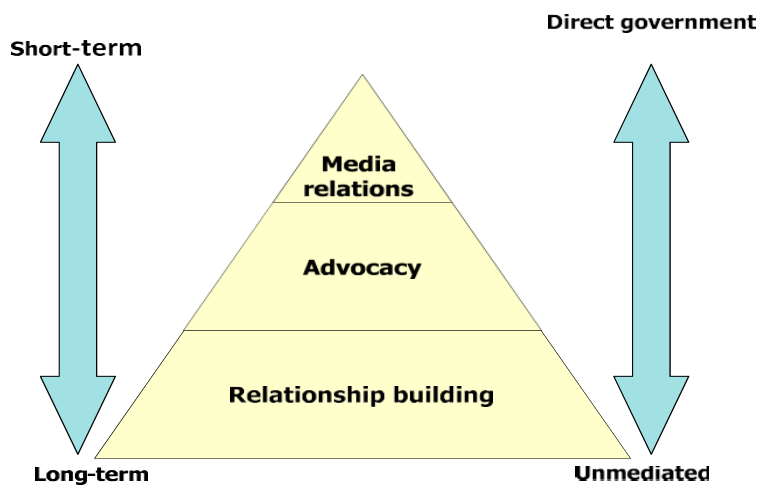 Direct government
Short-term
Media
relations
Advocacy
Relationship building
Long-term
Unmediated